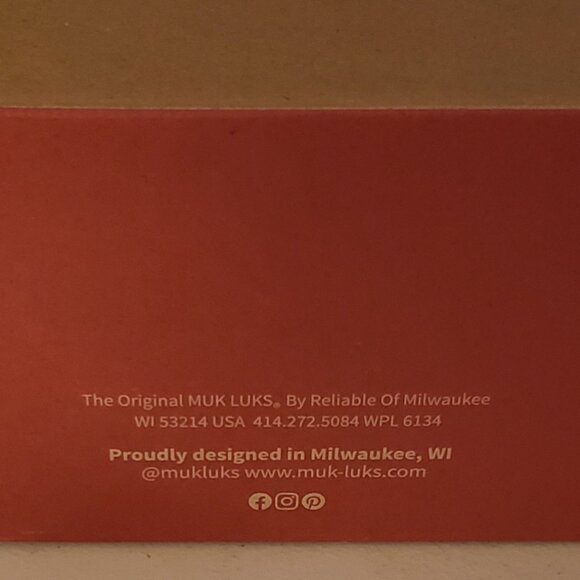 The Original MUK LUKS® By Reliable Of Milwaukee
WI 53214 USA 414.272.5084 WPL 6134
Proudly designed in Milwaukee, WI
@mukluks www.muk-luks.com